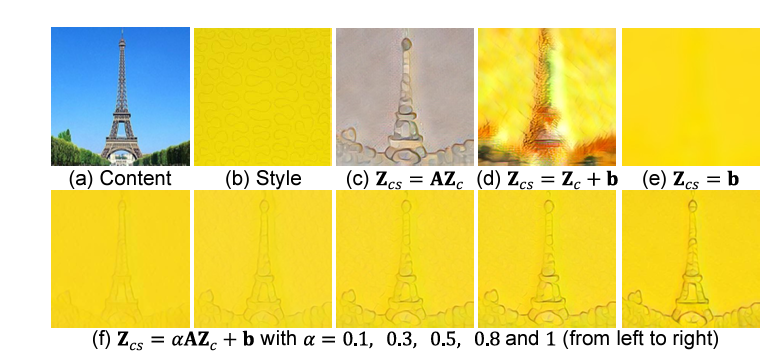 (a) Content (b) Style (c) 𝐙𝑐𝑠 = 𝐀𝐙𝑐 (d) 𝐙𝑐𝑠 = 𝐙𝑐 + 𝐛 (e) 𝐙𝑐𝑠 = 𝐛
(f) 𝐙𝑐𝑠 = 𝛼𝐀𝐙𝑐 + 𝐛 with 𝛼 = 0.1, 0.3, 0.5, 0.8 and 1 (from left to right)